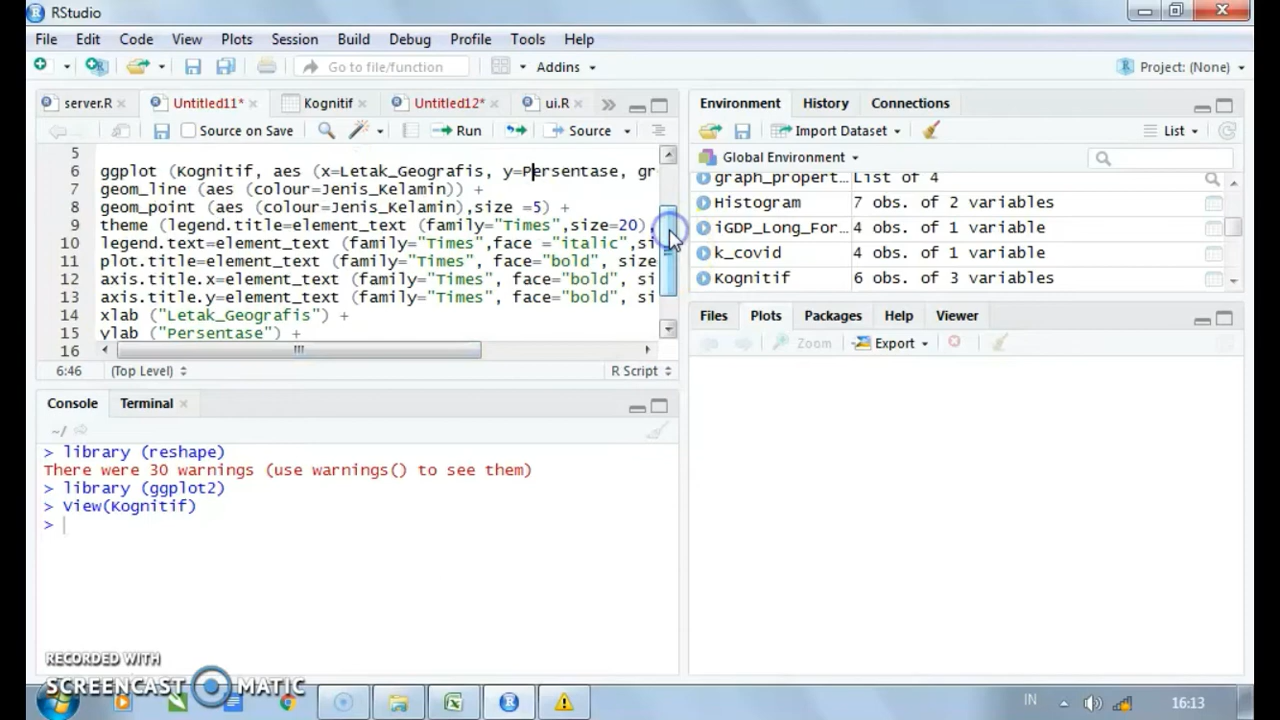 RStudio
File Edit Code View Plots Session Build Debug Profile Tools Help
Go to file/function Addins Project: (None)
server.R Untitled11* Kognitif Untitled12* ui.R
Source on Save Run Source
5
6 ggplot (Kognitif, aes (x=Letak_Geografis, y=Persentase, gr
7 geom_line (aes (colour=Jenis_Kelamin)) +
8 geom_point (aes (colour=Jenis_Kelamin),size =5) +
9 theme (legend.title=element_text (family="Times",size=20),
10 legend.text=element_text (family="Times",face ="italic",si
11 plot.title=element_text (family="Times", face="bold", size
12 axis.title.x=element_text (family="Times", face="bold", si
13 axis.title.y=element_text (family="Times", face="bold", si
14 xlab ("Letak_Geografis") +
15 ylab ("Persentase") +
16
6:46 (Top Level) R Script
Console Terminal
~/
> library (reshape)
There were 30 warnings (use warnings() to see them)
> library (ggplot2)
> View(Kognitif)
>
Environment History Connections
Import Dataset List
Global Environment
graph_propert... List of 4
Histogram 7 obs. of 2 variables
iGDP_Long_For... 4 obs. of 1 variable
k_covid 4 obs. of 1 variable
Kognitif 6 obs. of 3 variables
Files Plots Packages Help Viewer
Zoom Export
RECORDED WITH
SCREENCAST MATIC
IN 16:13